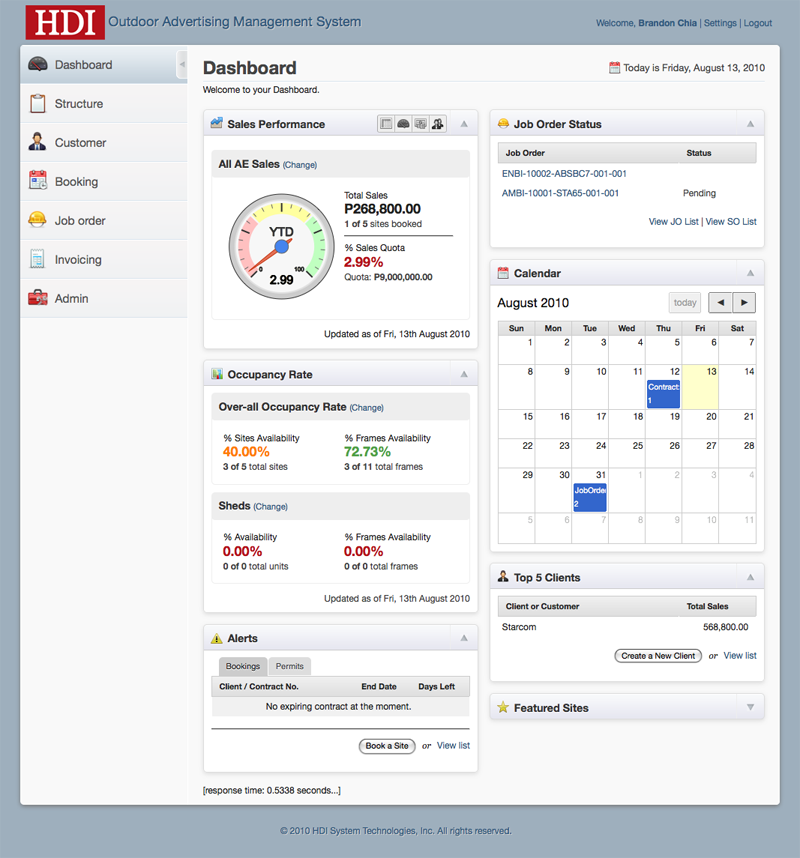 HDI Outdoor Advertising Management System
Welcome, Brandon Chia | Settings | Logout
Dashboard
Structure
Customer
Booking
Job order
Invoicing
Admin
Dashboard
Today is Friday, August 13, 2010
Welcome to your Dashboard.
Sales Performance
All AE Sales (Change)
YTD
0
100
2.99
Total Sales
P268,800.00
1 of 5 sites booked
% Sales Quota
2.99%
Quota: P9,000,000.00
Updated as of Fri, 13th August 2010
Occupancy Rate
Over-all Occupancy Rate (Change)
% Sites Availability % Frames Availability
40.00% 72.73%
3 of 5 total sites 3 of 11 total frames
Sheds (Change)
% Availability % Frames Availability
0.00% 0.00%
0 of 0 total units 0 of 0 total frames
Updated as of Fri, 13th August 2010
Alerts
Bookings Permits
Client / Contract No. End Date Days Left
No expiring contract at the moment.
Book a Site or View list
[response time: 0.5338 seconds...]
Job Order Status
Job Order Status
ENBI-10002-ABSBC7-001-001
AMBI-10001-STA65-001-001 Pending
View JO List | View SO List
Calendar
August 2010 today
Sun Mon Tue Wed Thu Fri Sat
1 2 3 4 5 6 7
8 9 10 11 12 13 14
Contract
1
15 16 17 18 19 20 21
22 23 24 25 26 27 28
29 30 31 1 2 3 4
JobOrde
2
5 6 7 8 9 10 11
Top 5 Clients
Client or Customer Total Sales
Starcom 568,800.00
Create a New Client or View list
Featured Sites
© 2010 HDI System Technologies, Inc. All rights reserved.